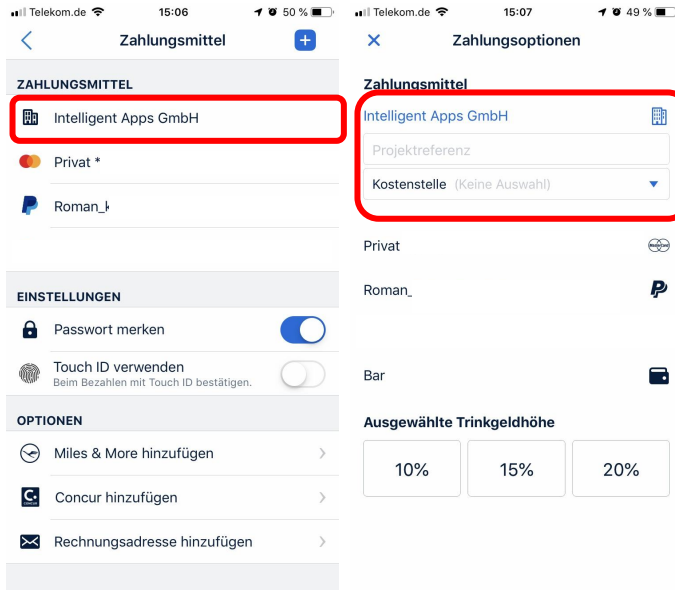 Telekom.de 15:06 50 %
Zahlungsmittel
ZAHLUNGSMITTEL
Intelligent Apps GmbH
Privat *
Roman_
EINSTELLUNGEN
Passwort merken
Touch ID verwenden
Beim Bezahlen mit Touch ID bestätigen.
OPTIONEN
Miles & More hinzufügen
C.
CONCUR
Concur hinzufügen
Rechnungsadresse hinzufügen
Telekom.de 15:07 49 %
Zahlungsoptionen
Zahlungsmittel
Intelligent Apps GmbH
Projektreferenz
Kostenstelle (Keine Auswahl)
Privat
Roman_
Bar
Ausgewählte Trinkgeldhöhe
10% 15% 20%